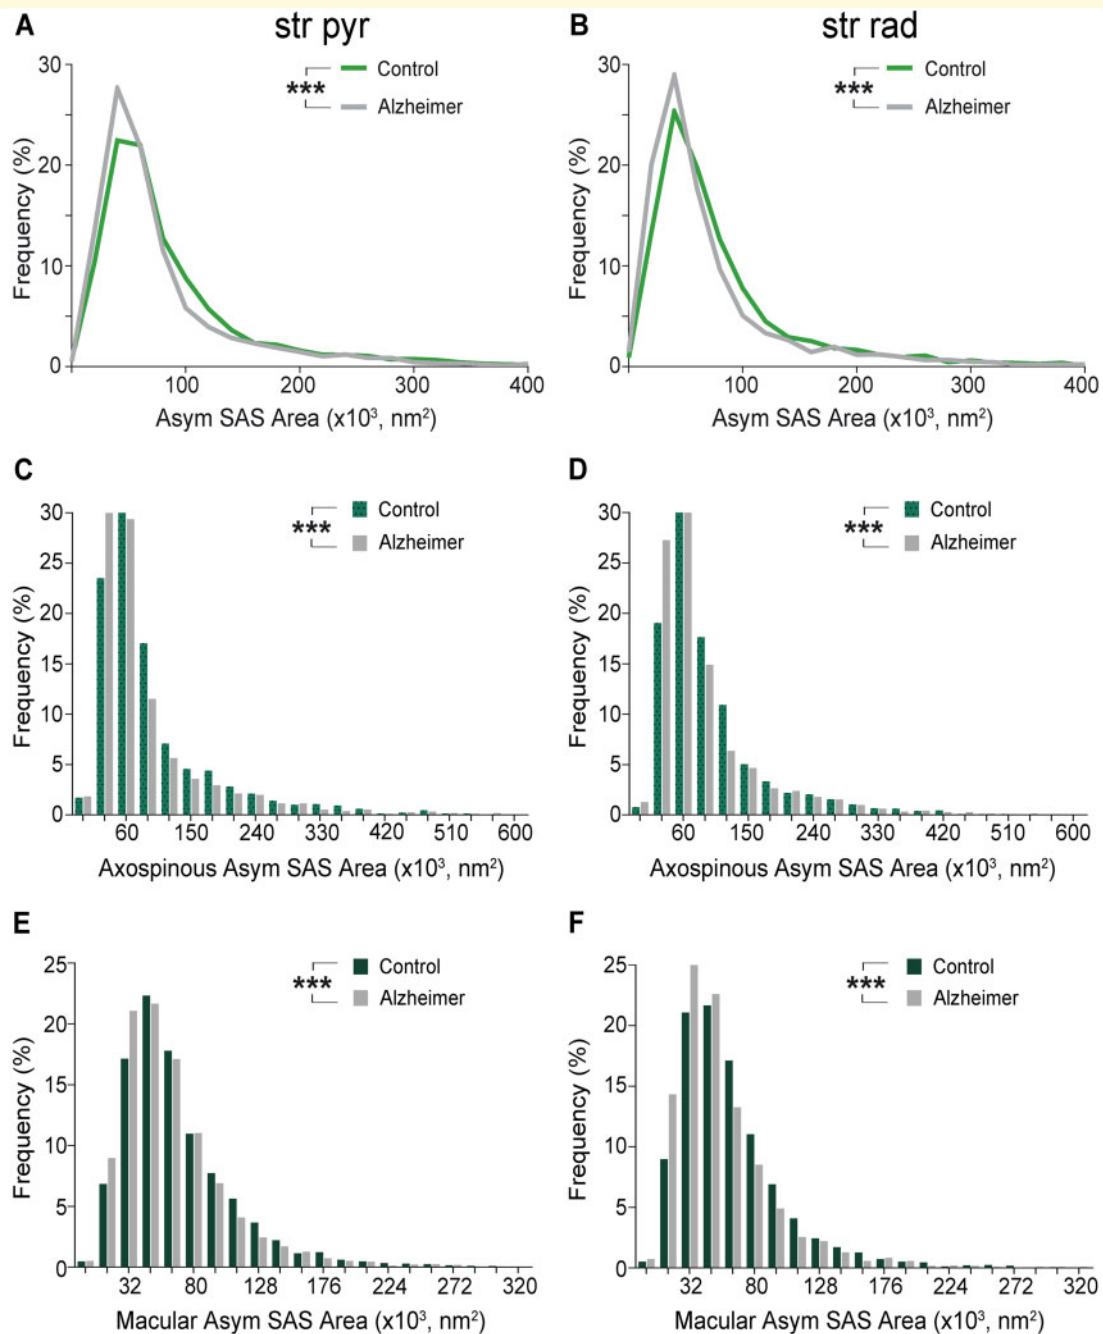 A str pyr
Frequency (%)
30
20
10
0
100 200 300 400
Asym SAS Area (x10³, nm²)
*** Control
Alzheimer
B str rad
Frequency (%)
30
20
10
0
100 200 300 400
Asym SAS Area (x10³, nm²)
*** Control
Alzheimer
C
Frequency (%)
30
25
20
15
10
5
0
60 150 240 330 420 510 600
Axospinous Asym SAS Area (x10³, nm²)
*** Control
Alzheimer
D
Frequency (%)
30
25
20
15
10
5
0
60 150 240 330 420 510 600
Axospinous Asym SAS Area (x10³, nm²)
*** Control
Alzheimer
E
Frequency (%)
25
20
15
10
5
0
32 80 128 176 224 272 320
Macular Asym SAS Area (x10³, nm²)
*** Control
Alzheimer
F
Frequency (%)
25
20
15
10
5
0
32 80 128 176 224 272 320
Macular Asym SAS Area (x10³, nm²)
*** Control
Alzheimer